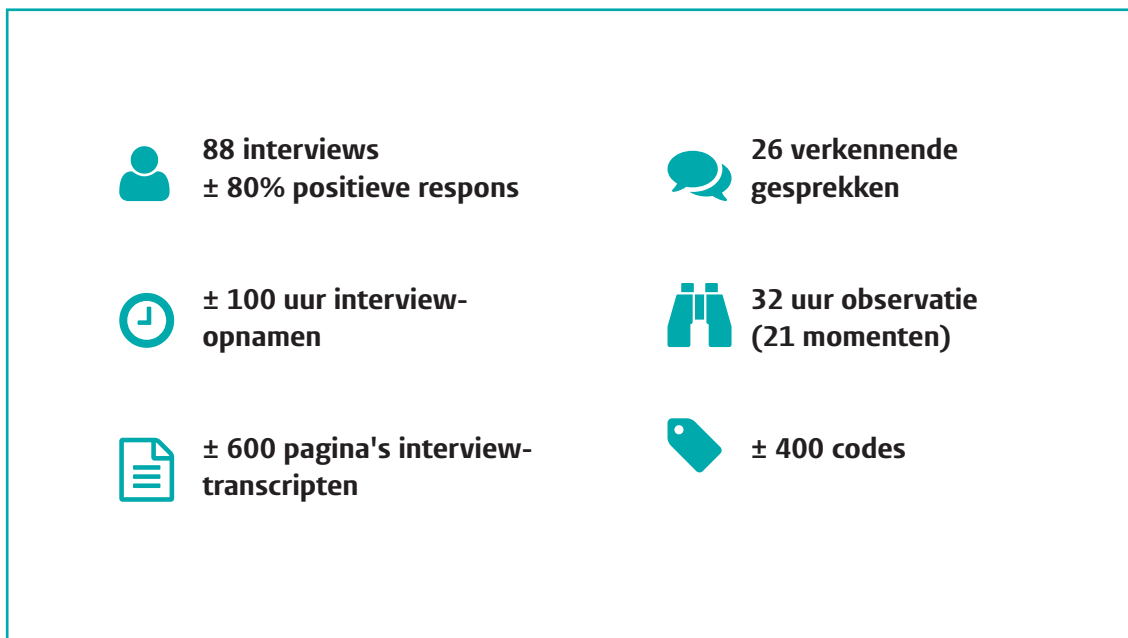 88 interviews
± 80% positieve respons
26 verkennende
gesprekken
± 100 uur interview-
opnamen
32 uur observatie
(21 momenten)
± 600 pagina's interview-
transcripten
± 400 codes